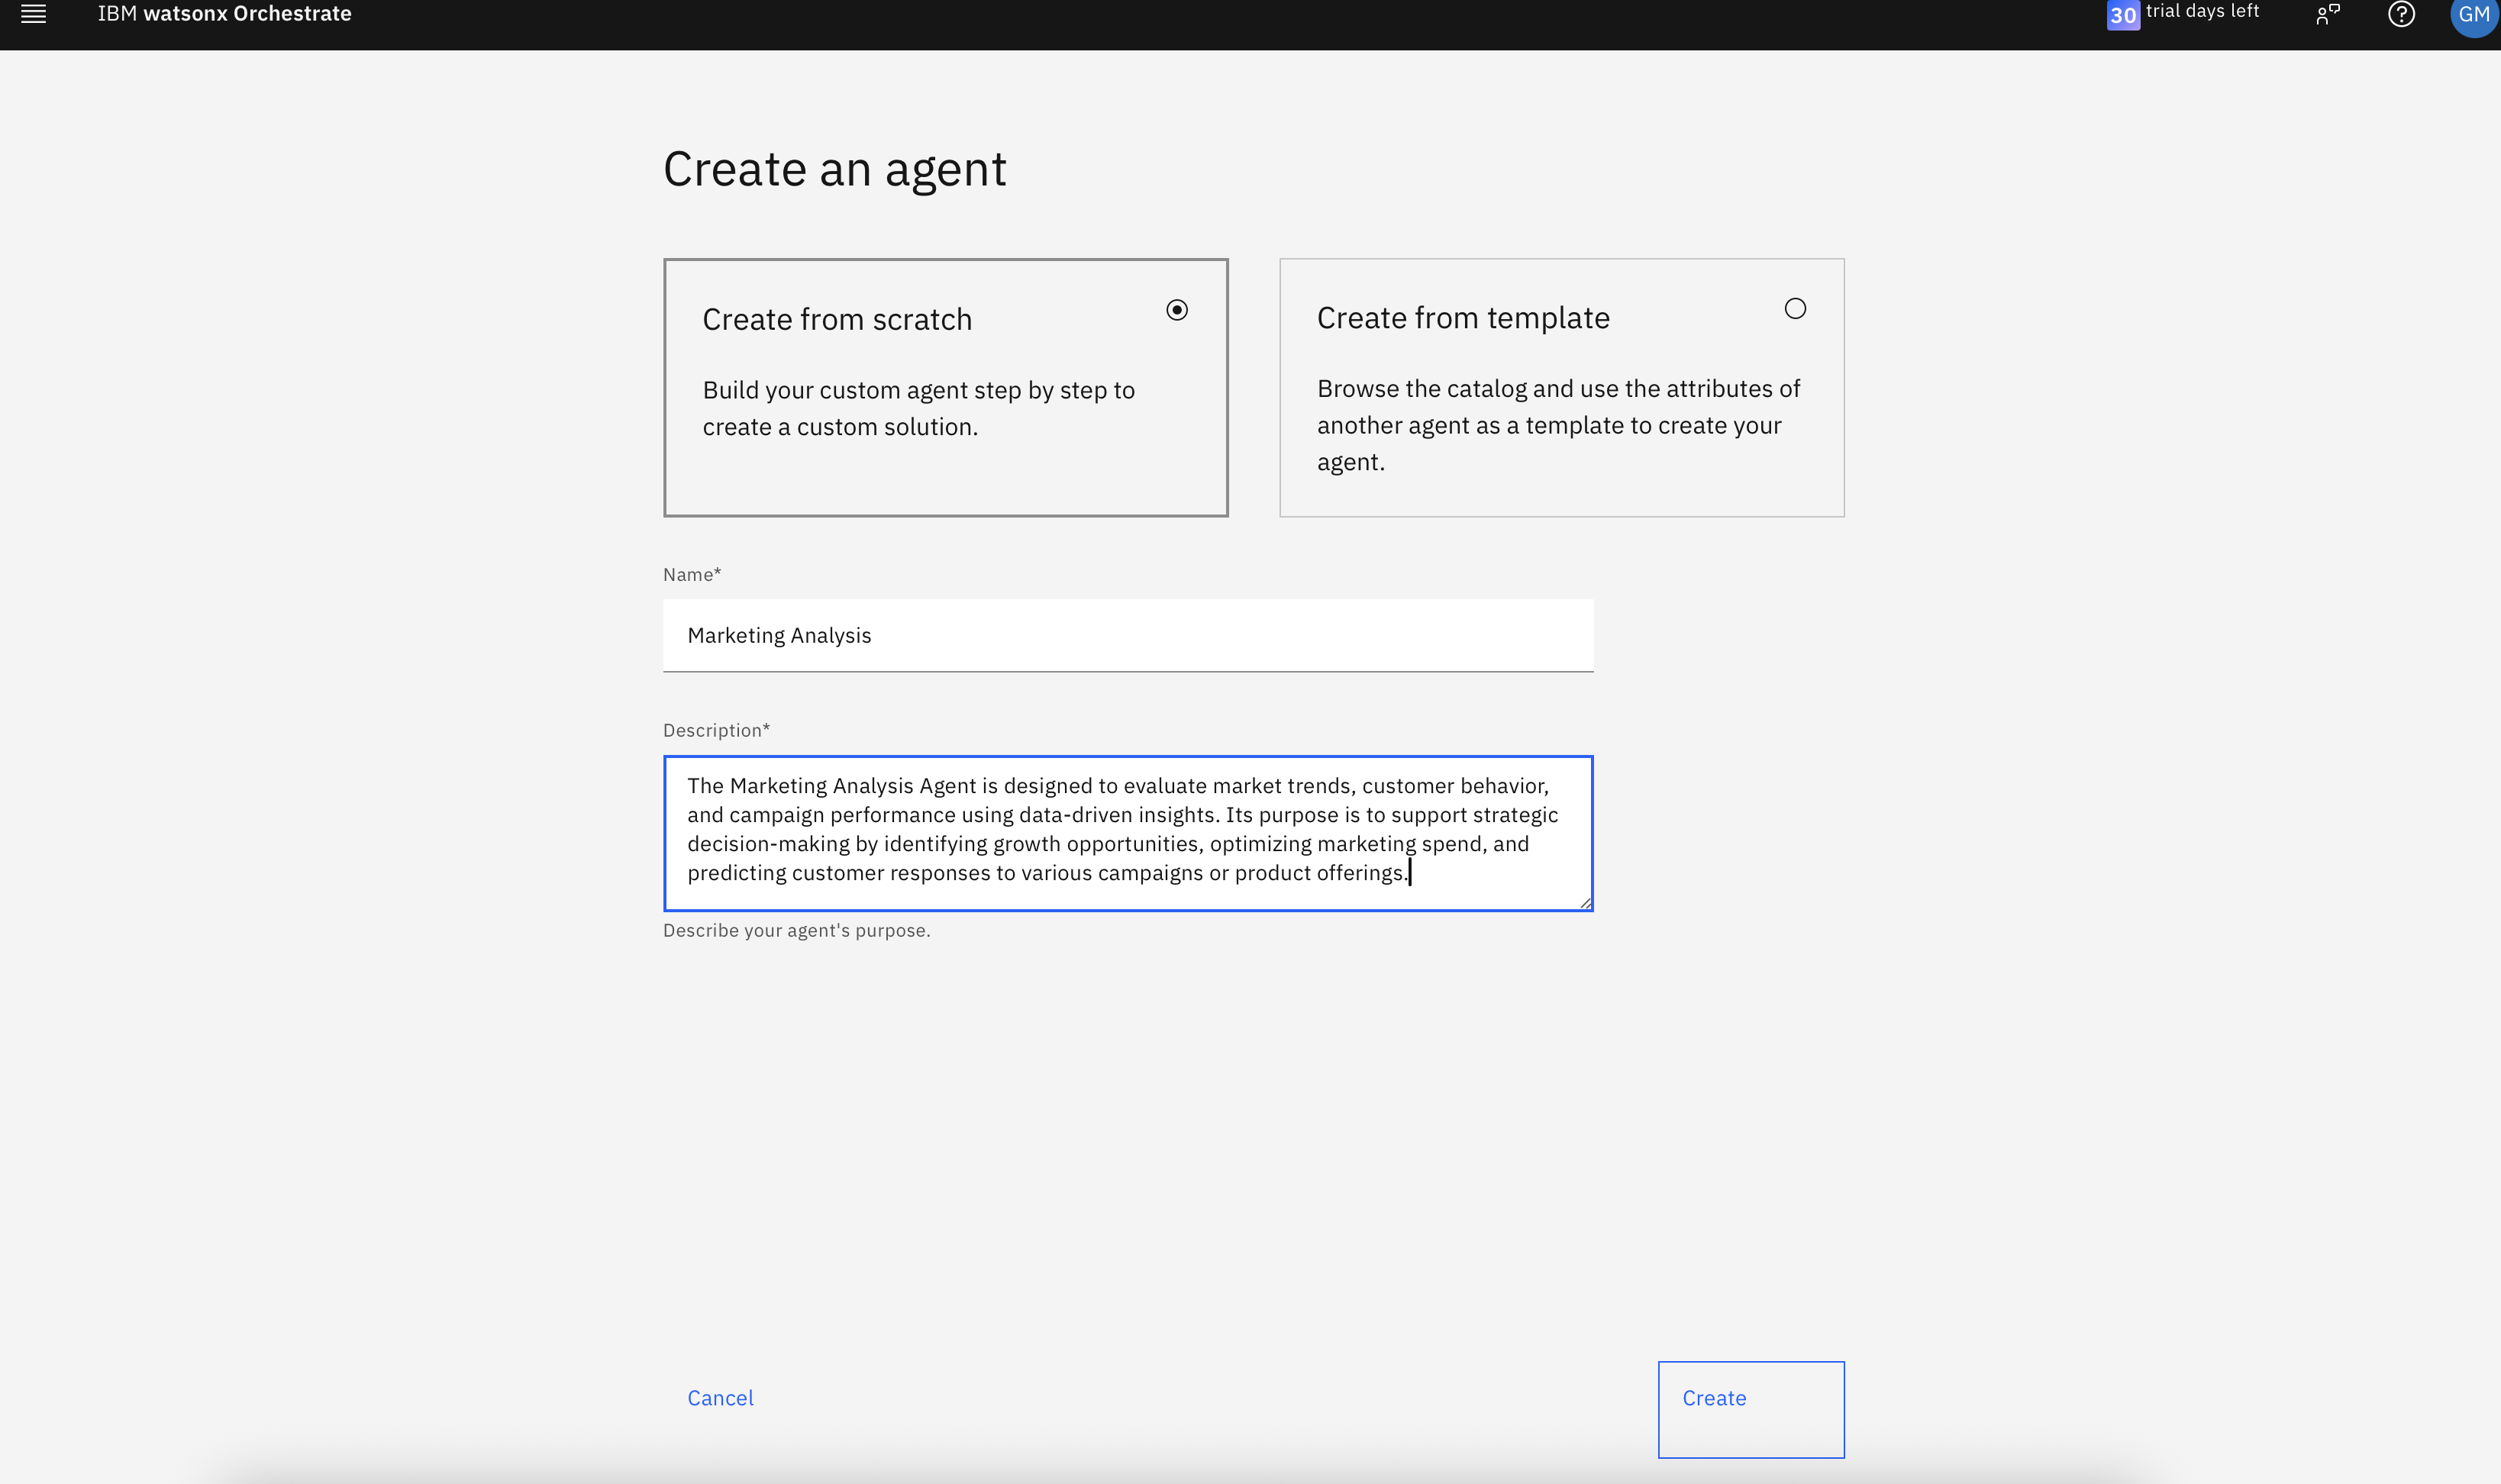 IBM watsonx Orchestrate
30 trial days left
GM
Create an agent
Create from scratch
Build your custom agent step by step to
create a custom solution.
Create from template
Browse the catalog and use the attributes of
another agent as a template to create your
agent.
Name*
Marketing Analysis
Description*
The Marketing Analysis Agent is designed to evaluate market trends, customer behavior,
and campaign performance using data-driven insights. Its purpose is to support strategic
decision-making by identifying growth opportunities, optimizing marketing spend, and
predicting customer responses to various campaigns or product offerings.
Describe your agent's purpose.
Cancel
Create